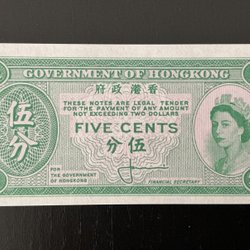 GOVERNMENT OF HONGKONG
府政港香
THESE NOTES ARE LEGAL TENDER
FOR THE PAYMENT OF ANY AMOUNT
NOT EXCEEDING TWO DOLLARS
伍分
FIVE CENTS
分伍
FOR
THE GOVERNMENT
OF HONGKONG
FINANCIAL SECRETARY